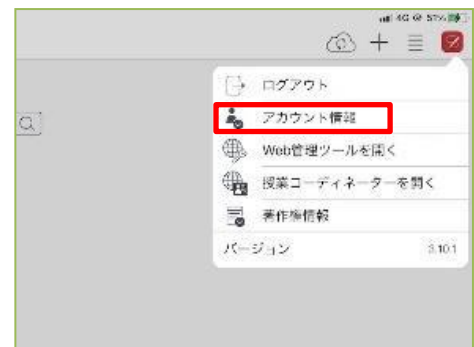 4G 51%
ログアウト
アカウント情報
Web管理ツールを開く
授業コーディネーターを開く
著作権情報
バージョン 3.10.1